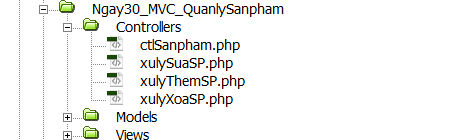 Ngay30_MVC_QuanlySanpham
Controllers
ctlSanpham.php
xulySuaSP.php
xulyThemSP.php
xulyXoaSP.php
Models
Views